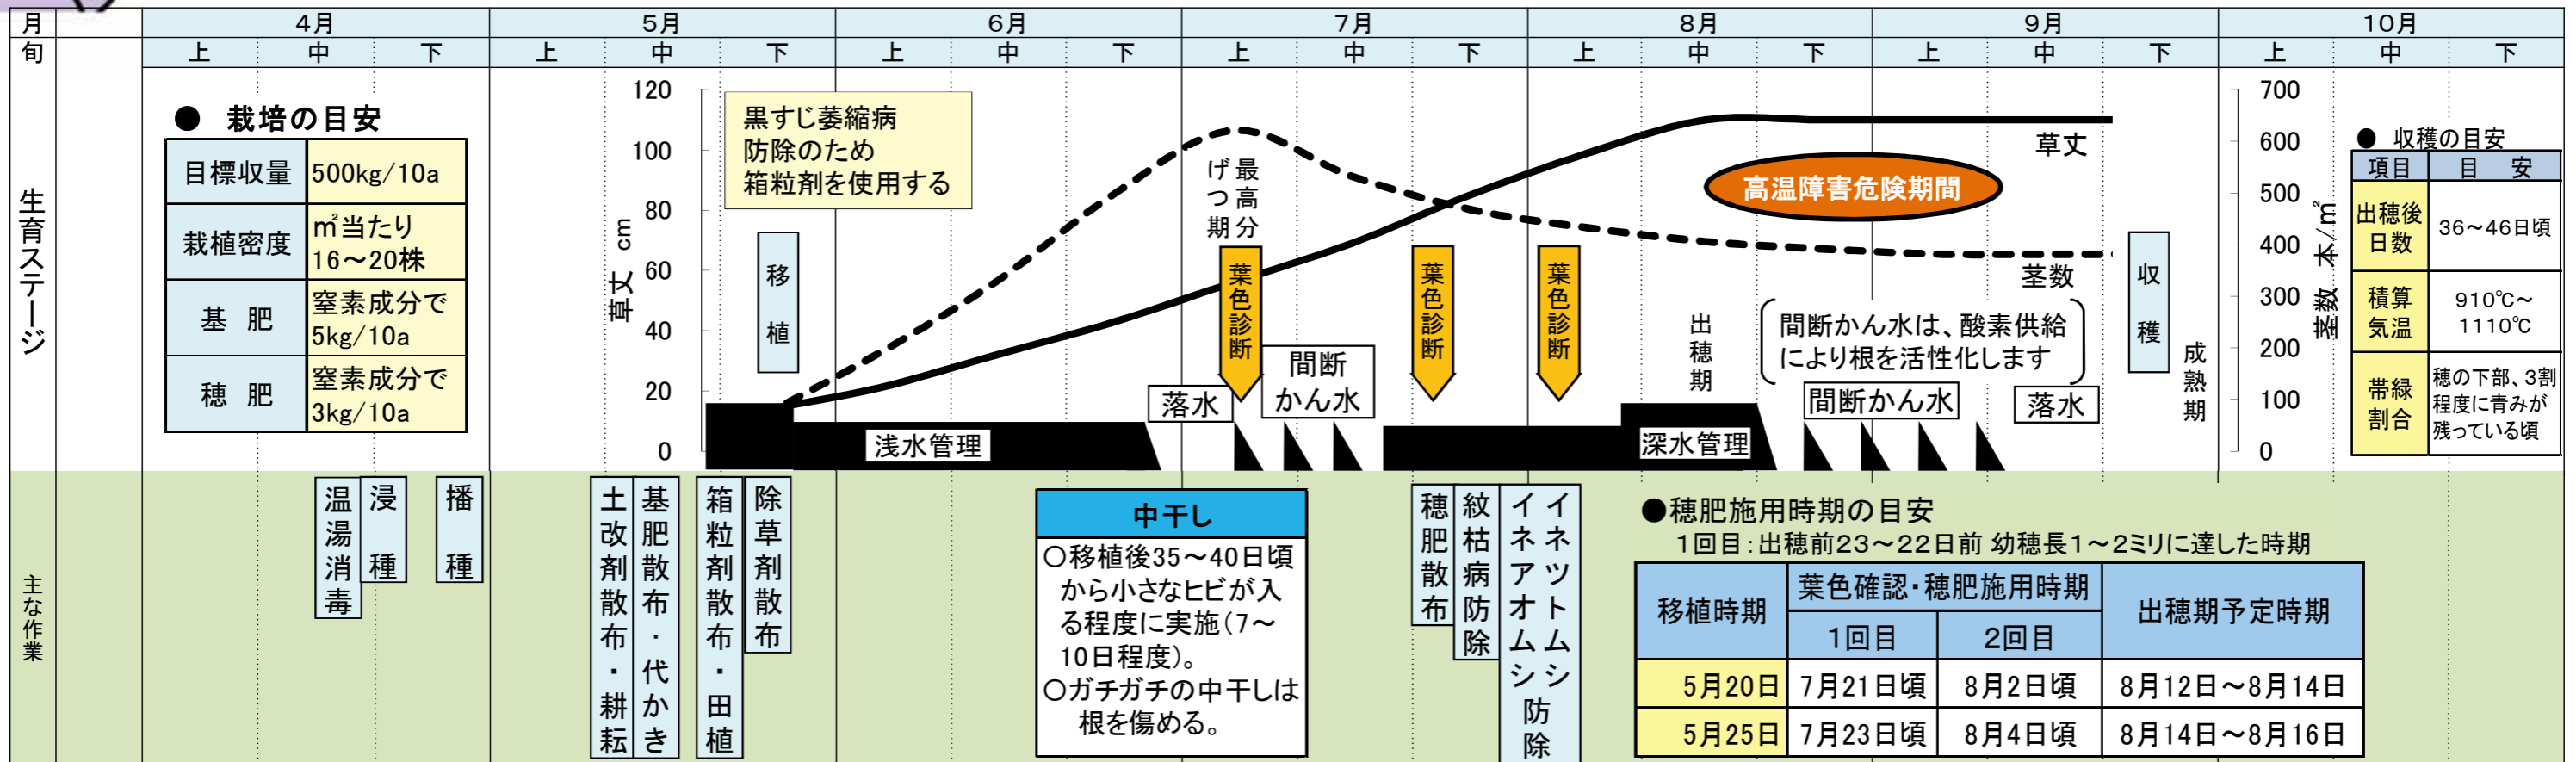 月 4月 5月 6月 7月 8月 9月 10月
旬 上 中 下 上 中 下 上 中 下 上 中 下 上 中 下 上 中 下 上 中 下
生育ステージ
● 栽培の目安
目標収量 500kg/10a
栽植密度 ㎡当たり
16～20株
基 肥 窒素成分で
5kg/10a
穂 肥 窒素成分で
3kg/10a
草丈 cm
120
100
80
60
40
20
0
黒すじ萎縮病
防除のため
箱粒剤を使用する
移植
最高分
げつ期
葉色診断
葉色診断
葉色診断
高温障害危険期間
草丈
茎数
出穂期
間断かん水は、酸素供給
により根を活性化します
収穫
成熟期
浅水管理
落水
間断
かん水
深水管理
間断かん水
落水
700
600
500
400
300
200
100
0
茎数 本/㎡
● 収穫の目安
項目 目 安
出穂後
日数 36～46日頃
積算
気温 910℃～
1110℃
帯緑
割合 穂の下部、3割
程度に青みが
残っている頃
主な作業
温湯消毒
浸種
播種
土改剤散布・耕耘
基肥散布・代かき
箱粒剤散布・田植
除草剤散布
中干し
○移植後35～40日頃
から小さなヒビが入
る程度に実施（7～
10日程度）。
○ガチガチの中干しは
根を傷める。
穂肥散布
紋枯病防除
イネツトムシ
イネアオムシ防除
●穂肥施用時期の目安
1回目：出穂前23～22日前 幼穂長1～2ミリに達した時期
移植時期 葉色確認・穂肥施用時期 出穂期予定時期
1回目 2回目
5月20日 7月21日頃 8月2日頃 8月12日～8月14日
5月25日 7月23日頃 8月4日頃 8月14日～8月16日